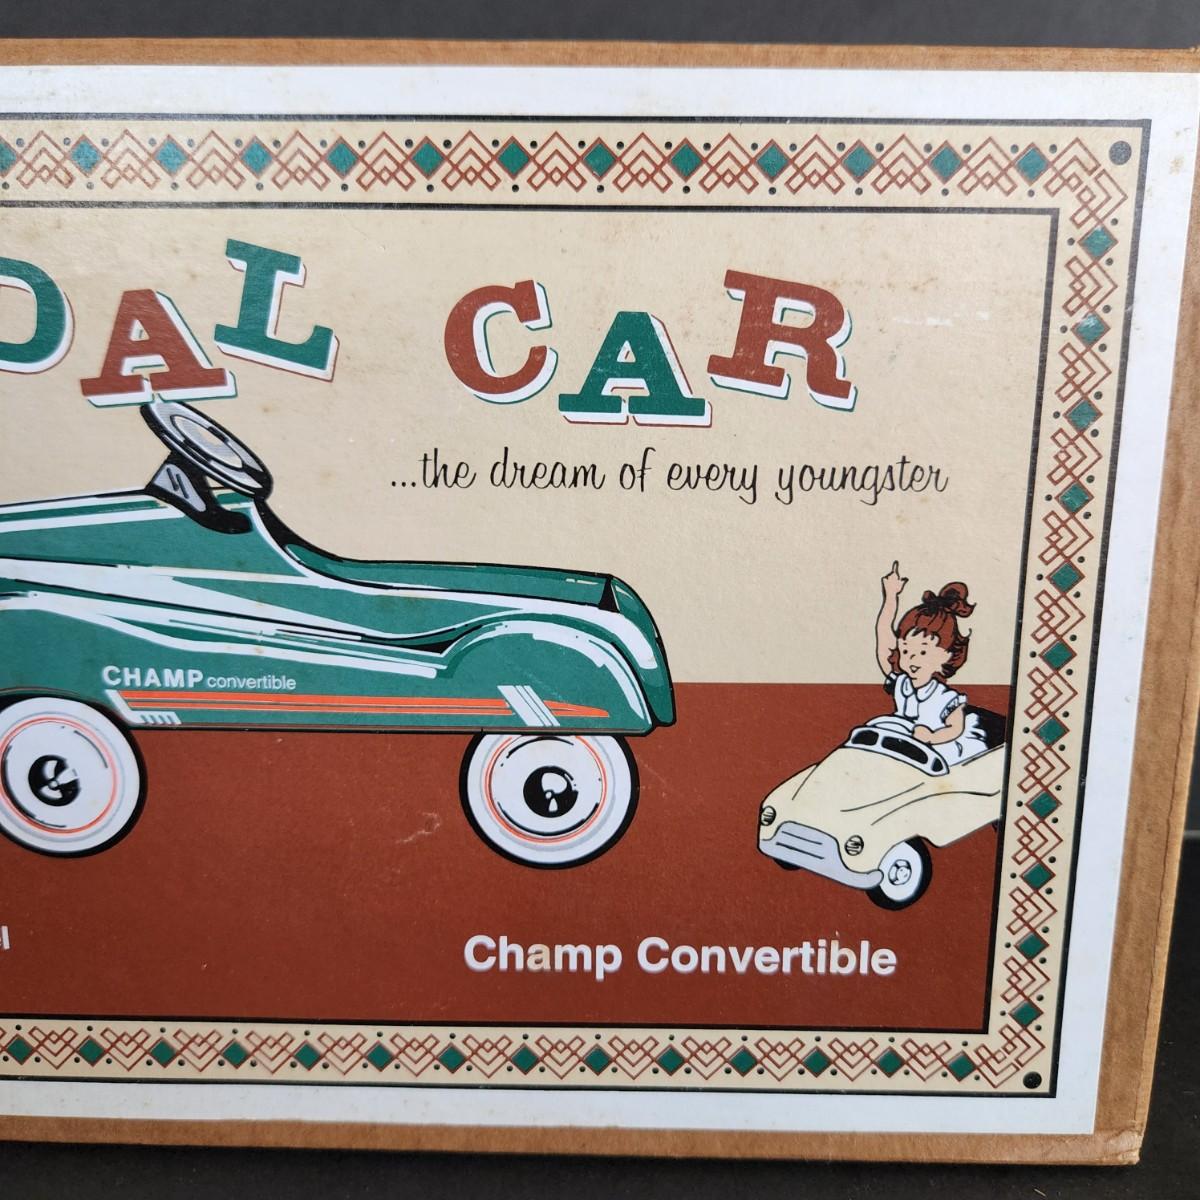 DAL CAR
...the dream of every youngster
CHAMP convertible
Champ Convertible